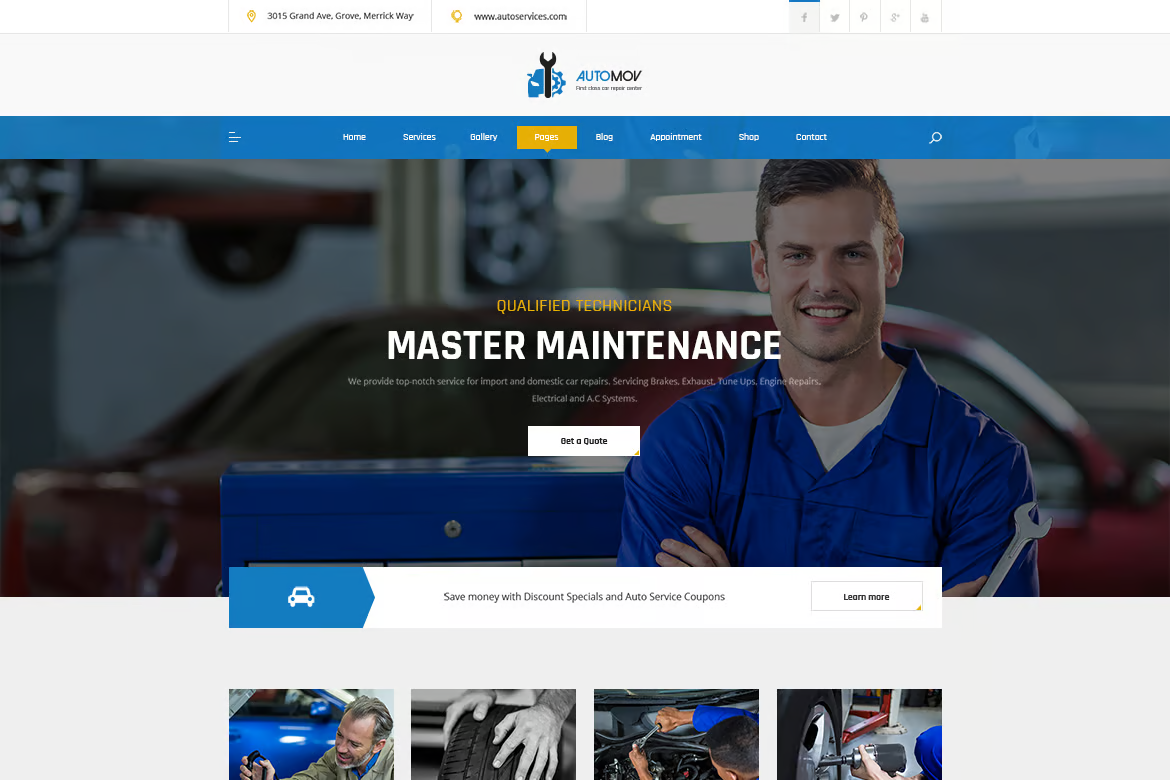 3015 Grand Ave, Grove, Merrick Way
www.autoservices.com
AUTOMOV
First class car repair center
Home Services Gallery Pages Blog Appointment Shop Contact
QUALIFIED TECHNICIANS
MASTER MAINTENANCE
We provide top-notch service for import and domestic car repairs. Servicing Brakes, Exhaust, Tune Ups, Engine Repairs,
Electrical and A.C Systems.
Get a Quote
Save money with Discount Specials and Auto Service Coupons
Learn more